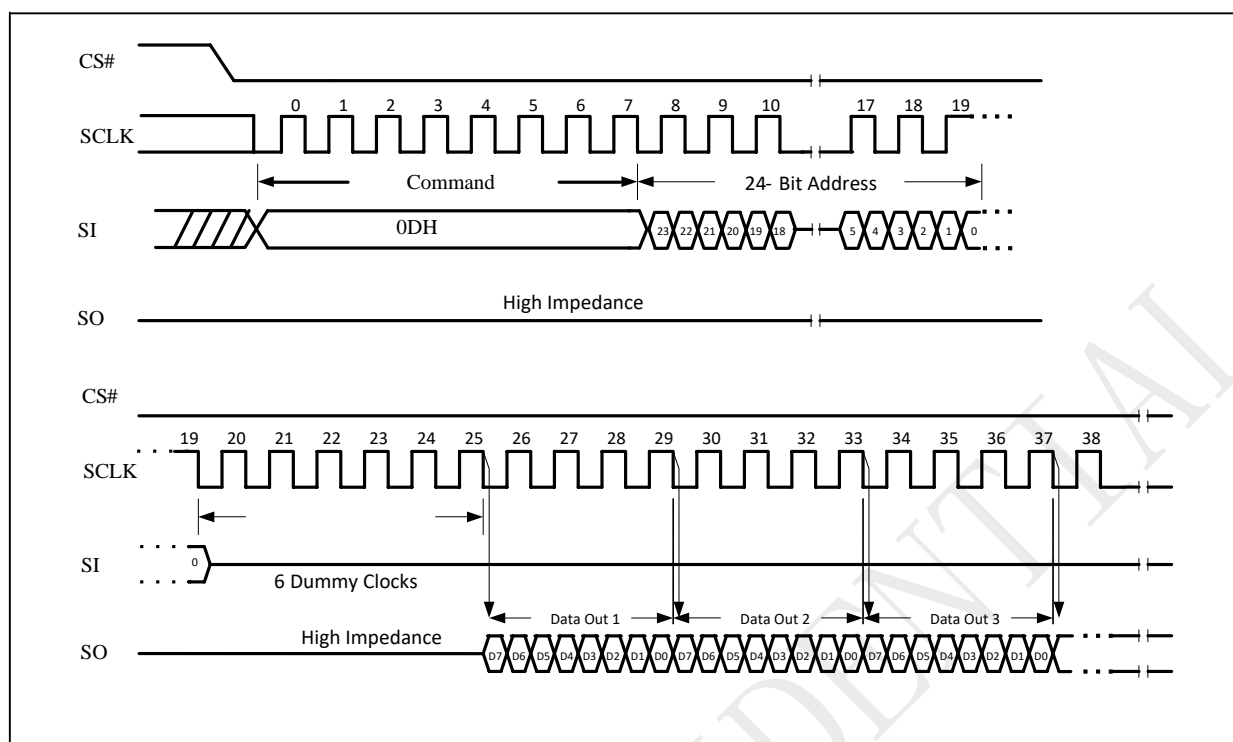 CS#
0 1 2 3 4 5 6 7 8 9 10 17 18 19
SCLK
Command 24- Bit Address
SI 0DH 23 22 21 20 19 18 5 4 3 2 1 0
High Impedance
SO
CS#
19 20 21 22 23 24 25 26 27 28 29 30 31 32 33 34 35 36 37 38
SCLK
SI 0
6 Dummy Clocks
Data Out 1 Data Out 2 Data Out 3
High Impedance
SO D7 D6 D5 D4 D3 D2 D1 D0 D7 D6 D5 D4 D3 D2 D1 D0 D7 D6 D5 D4 D3 D2 D1 D0